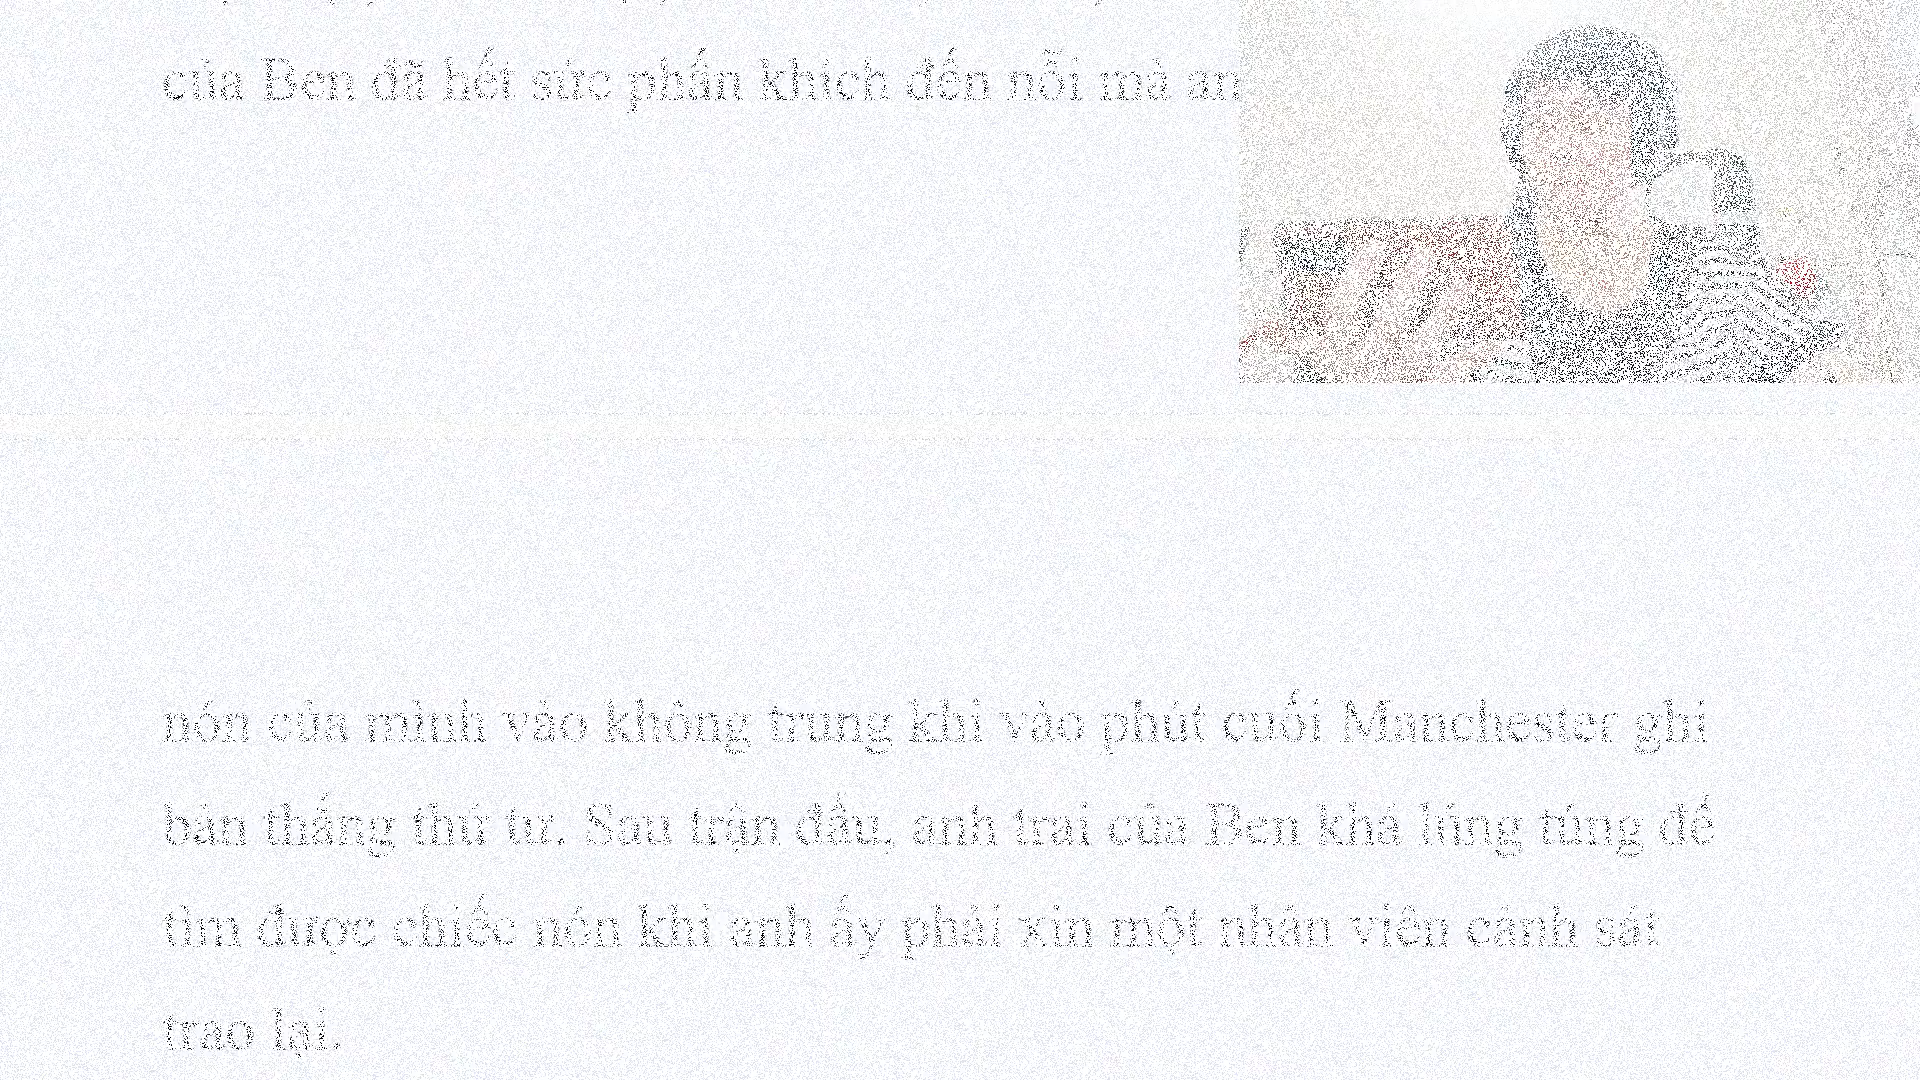 của Ben đã hết sức phấn khích đến nỗi mà an
nón của mình vào không trung khi vào phút cuối Manchester ghi
bàn thắng thứ tư. Sau trận đấu, anh trai của Ben khá lúng túng để
tìm được chiếc nón khi anh ấy phải xin một nhân viên cảnh sát
trao lại.